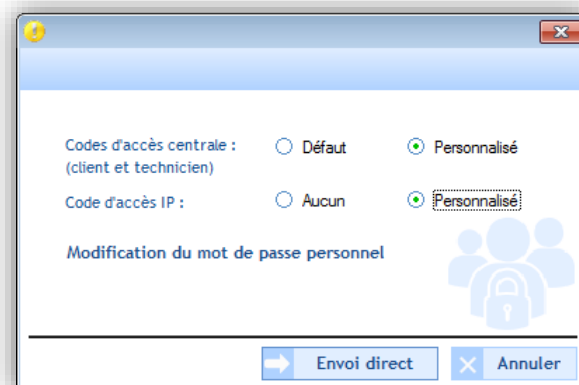 Codes d'accès centrale :
Défaut
Personnalisé
(client et technicien)
Code d'accès IP :
Aucun
Personnalisé
Modification du mot de passe personnel
Envoi direct
Annuler